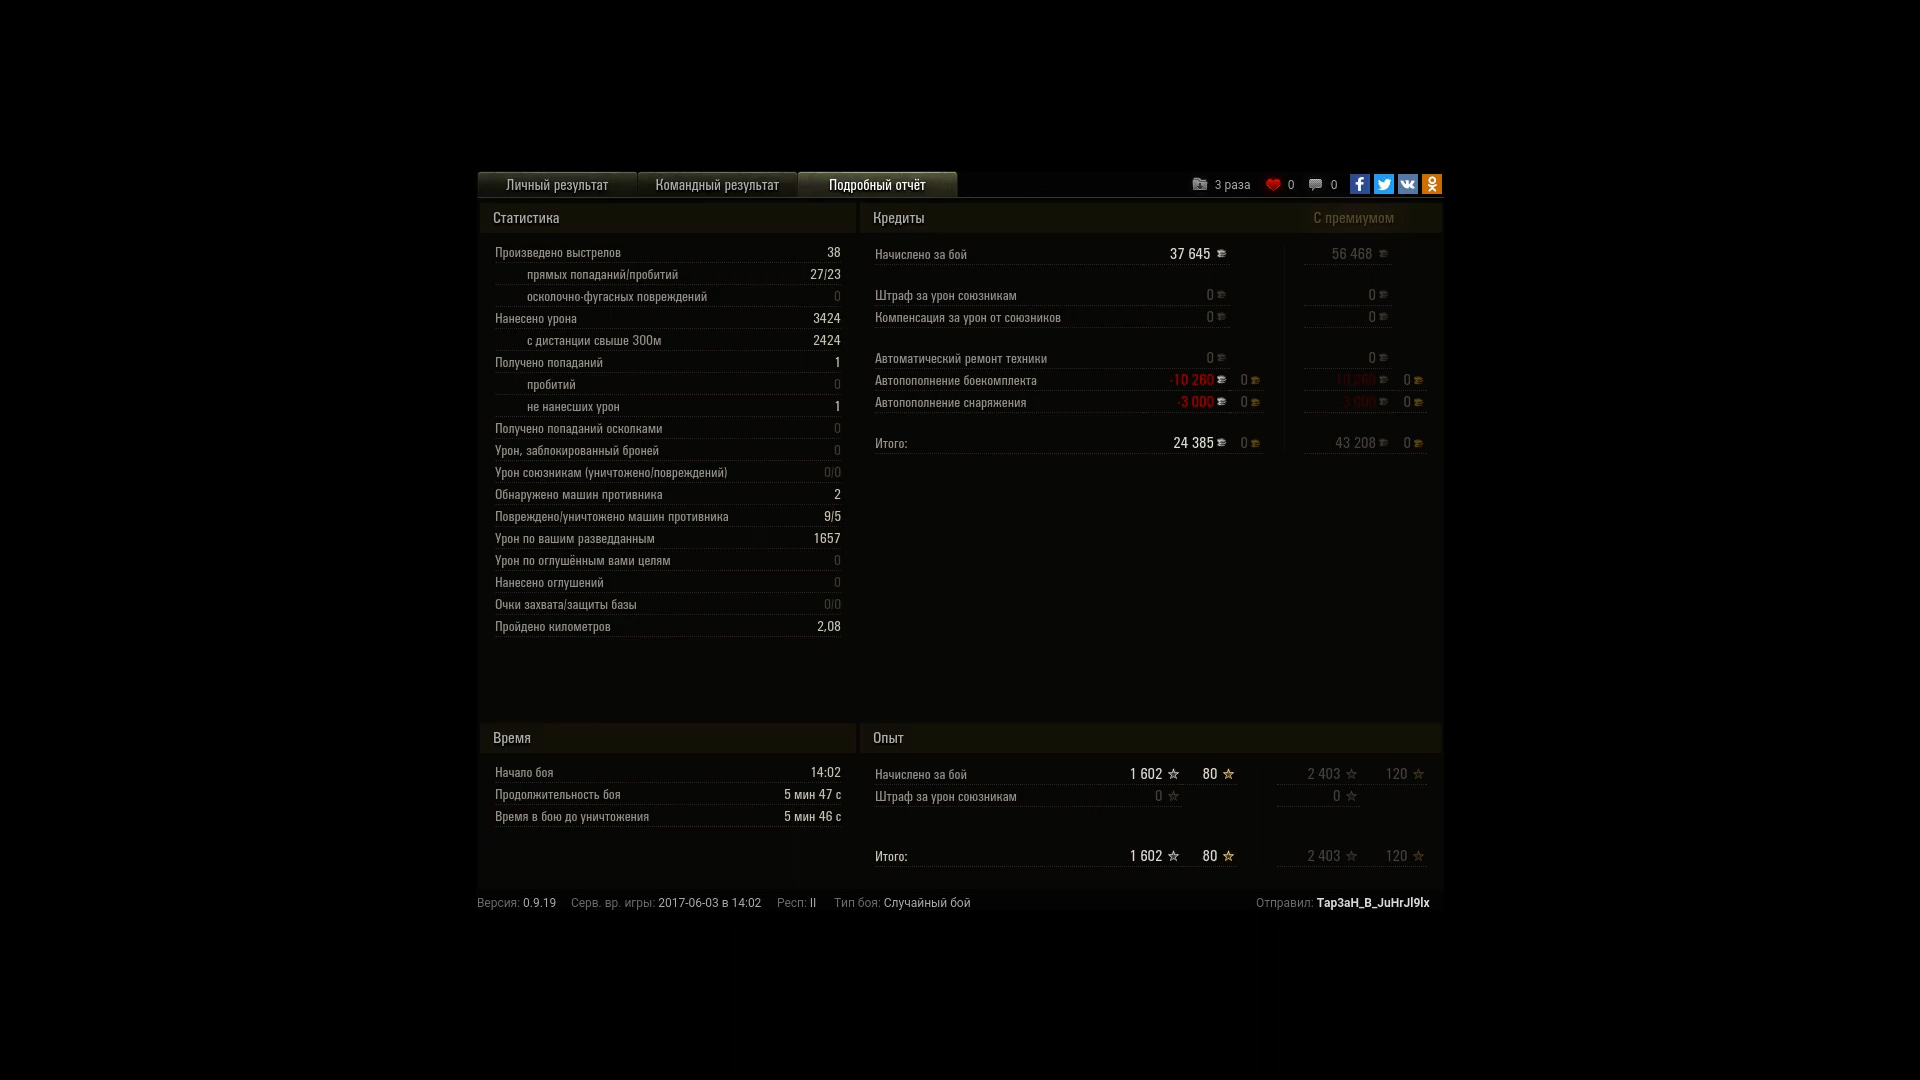 Личный результат Командный результат Подробный отчёт 3 раза 0 0
Статистика
Произведено выстрелов 38
прямых попаданий/пробитий 27/23
осколочно-фугасных повреждений 0
Нанесено урона 3424
с дистанции свыше 300м 2424
Получено попаданий 1
пробитий 0
не нанесших урон 1
Получено попаданий осколками 0
Урон, заблокированный броней 0
Урон союзникам (уничтожено/повреждений) 0/0
Обнаружено машин противника 2
Повреждено/уничтожено машин противника 9/5
Урон по вашим разведданным 1657
Урон по оглушённым вами целям 0
Нанесено оглушений 0
Очки захвата/защиты базы 0/0
Пройдено километров 2,08
Кредиты С премиумом
Начислено за бой 37 645 56 468
Штраф за урон союзникам 0 0
Компенсация за урон от союзников 0 0
Автоматический ремонт техники 0 0
Автопополнение боекомплекта -10 260 0 -10 260 0
Автопополнение снаряжения -3 000 0 -3 000 0
Итого: 24 385 0 43 208 0
Время
Начало боя 14:02
Продолжительность боя 5 мин 47 с
Время в бою до уничтожения 5 мин 46 с
Опыт
Начислено за бой 1 602 80 2 403 120
Штраф за урон союзникам 0 0
Итого: 1 602 80 2 403 120
Версия: 0.9.19 Серв. вр. игры: 2017-06-03 в 14:02 Респ: II Тип боя: Случайный бой Отправил: Tap3aH_B_JuHrJl9lx